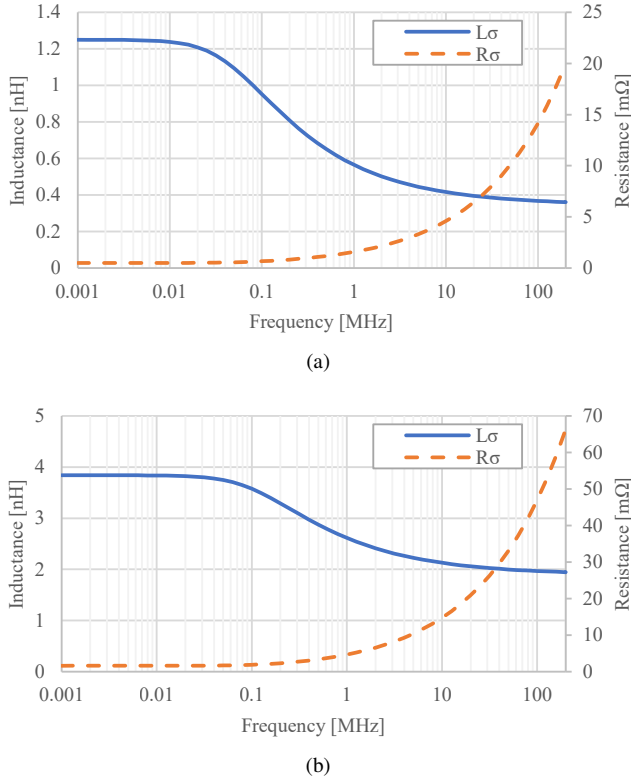 1.4
1.2
1
0.8
0.6
0.4
0.2
0
Inductance [nH]
25
20
15
10
5
0
Resistance [mΩ]
Lσ
Rσ
0.001 0.01 0.1 1 10 100
Frequency [MHz]
(a)
5
4
3
2
1
0
Inductance [nH]
70
60
50
40
30
20
10
0
Resistance [mΩ]
Lσ
Rσ
0.001 0.01 0.1 1 10 100
Frequency [MHz]
(b)